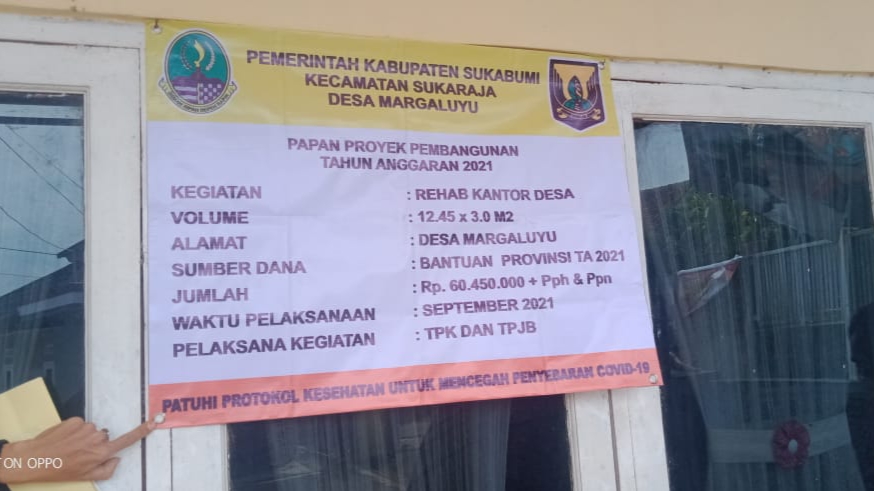 PEMERINTAH KABUPATEN SUKABUMI
KECAMATAN SUKARAJA
DESA MARGALUYU
PAPAN PROYEK PEMBANGUNAN
TAHUN ANGGARAN 2021
KEGIATAN : REHAB KANTOR DESA
VOLUME : 12.45 x 3.0 M2
ALAMAT : DESA MARGALUYU
SUMBER DANA : BANTUAN PROVINSI TA 2021
JUMLAH : Rp. 60.450.000 + Pph & Ppn
WAKTU PELAKSANAAN : SEPTEMBER 2021
PELAKSANA KEGIATAN : TPK DAN TPJB
PATUHI PROTOKOL KESEHATAN UNTUK MENCEGAH PENYEBARAN COVID-19
ON OPPO